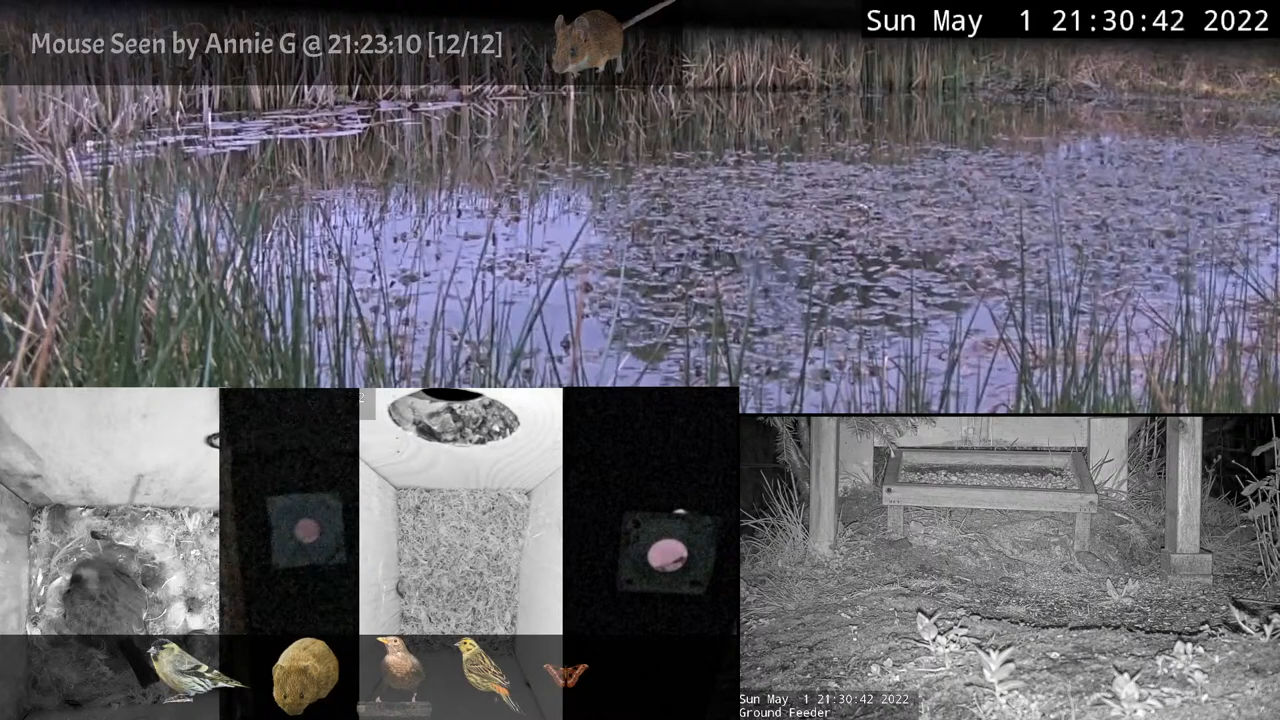 Mouse Seen by Annie G @ 21:23:10 [12/12]
Sun May 1 21:30:42 2022
2
Sun May 1 21:30:42 2022
Ground Feeder